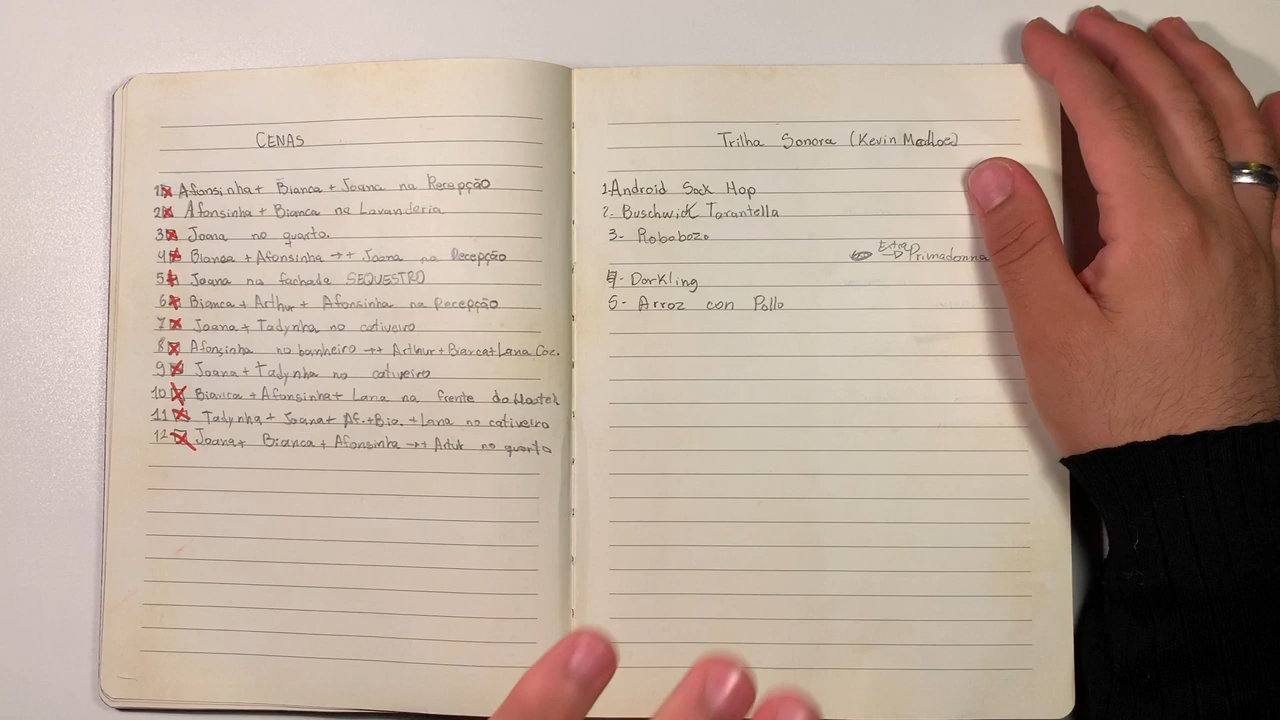 CENAS
1 Afonsinha + Bianca + Joana na Recepção
2 Afonsinha + Bianca na Lavanderia
3 Joana no quarto.
4 Bianca + Afonsinha →+ Joana na Recepção
5 Joana na fachada SEQUESTRO
6 Bianca + Arthur + Afonsinha na Recepção
7 Joana + Tadynha no cativeiro
8 Afonsinha no banheiro →+ Arthur + Bianca + Lana Coz.
9 Joana + Tadynha no cativeiro
10 Bianca + Afonsinha + Lana na frente do Hostel
11 Tadynha + Joana + Af. + Bia. + Lana no cativeiro
12 Joana + Bianca + Afonsinha →+ no quarto
Trilha Sonora (Kevin
1. Android Sock Hop
2. Buschwick Tarantella
3- Robobozo
Extra
→ Primadonna
4- Darkling
5- Arroz con Pollo